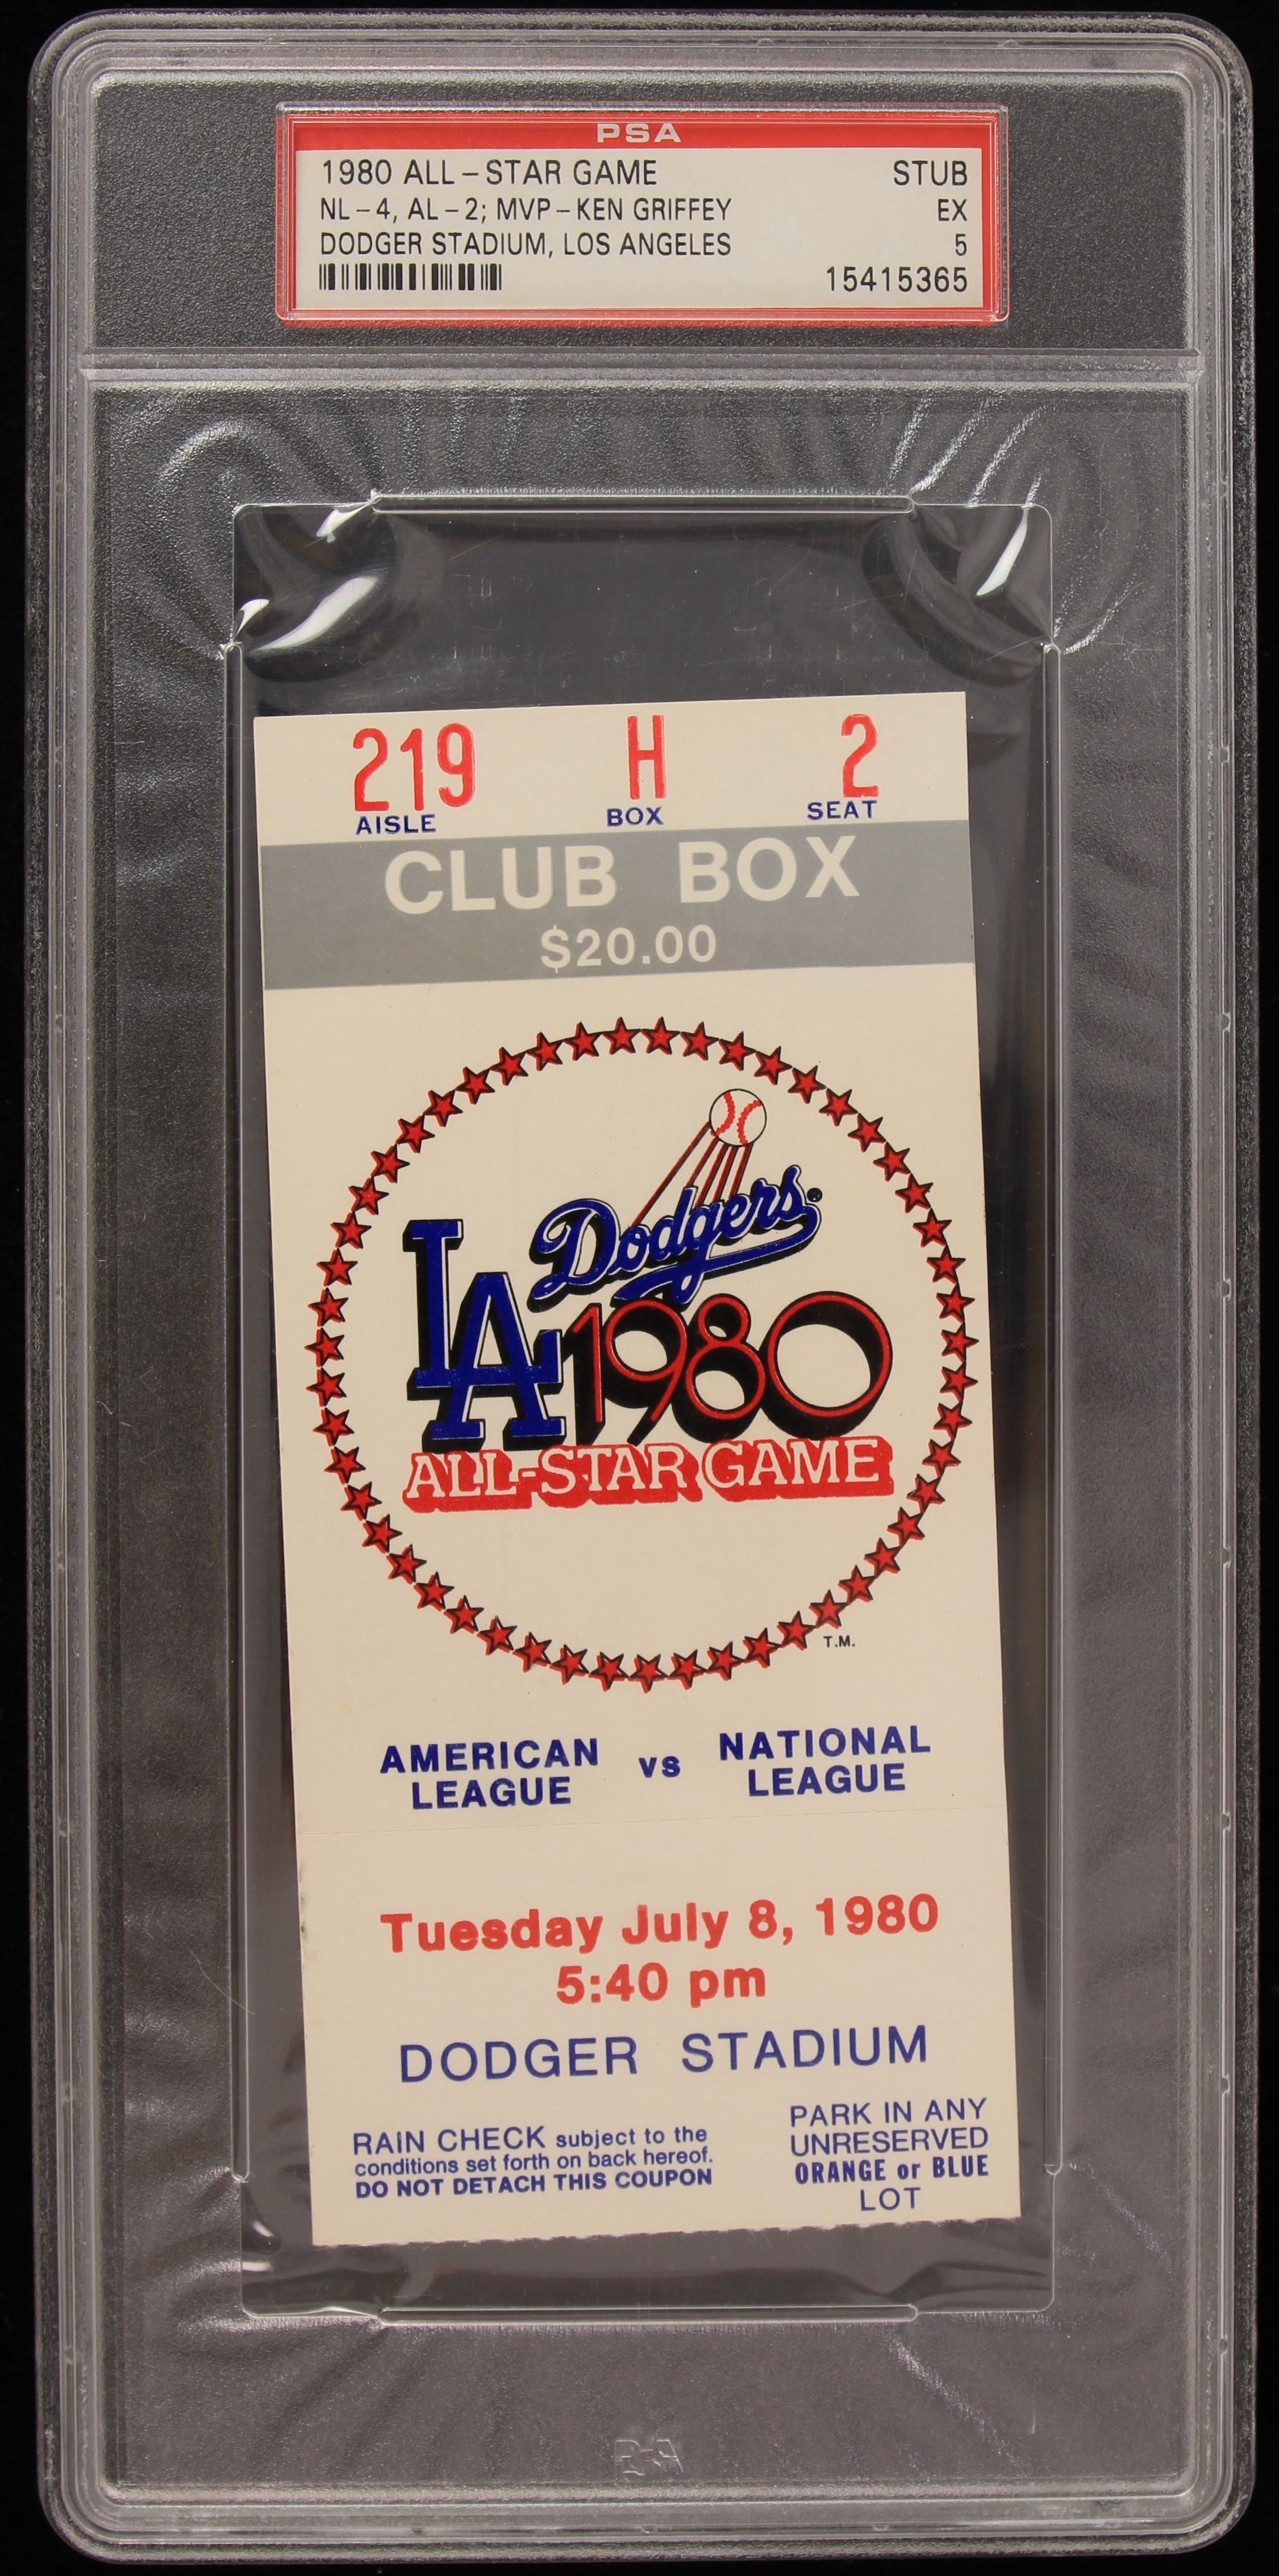 PSA
1980 ALL-STAR GAME STUB
NL-4, AL-2; MVP-KEN GRIFFEY EX
DODGER STADIUM, LOS ANGELES 5
15415365
219 H 2
AISLE BOX SEAT
CLUB BOX
$20.00
Dodgers
LA 1980
ALL-STAR GAME
T.M.
AMERICAN LEAGUE vs NATIONAL LEAGUE
Tuesday July 8, 1980
5:40 pm
DODGER STADIUM
RAIN CHECK subject to the
conditions set forth on back hereof.
DO NOT DETACH THIS COUPON
PARK IN ANY
UNRESERVED
ORANGE or BLUE
LOT
PSA